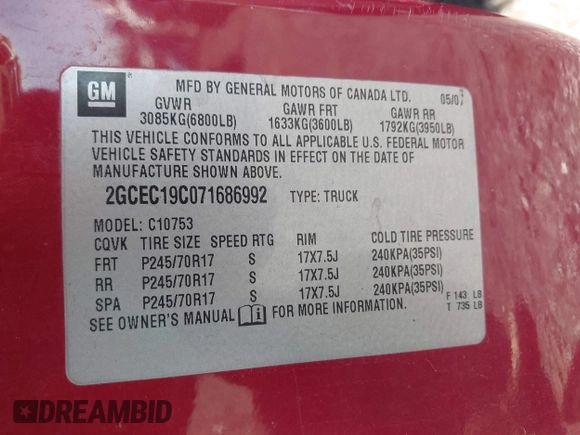 GM
MFD BY GENERAL MOTORS OF CANADA LTD. 05/07
GVWR GAWR FRT GAWR RR
3085KG(6800LB) 1633KG(3600LB) 1792KG(3950LB)
THIS VEHICLE CONFORMS TO ALL APPLICABLE U.S. FEDERAL MOTOR
VEHICLE SAFETY STANDARDS IN EFFECT ON THE DATE OF
MANUFACTURE SHOWN ABOVE.
2GCEC19C071686992 TYPE: TRUCK
MODEL: C10753
CQVK TIRE SIZE SPEED RTG RIM COLD TIRE PRESSURE
FRT P245/70R17 S 17X7.5J 240KPA(35PSI)
RR P245/70R17 S 17X7.5J 240KPA(35PSI)
SPA P245/70R17 S 17X7.5J 240KPA(35PSI)
F 143 LB
T 735 LB
SEE OWNER'S MANUAL FOR MORE INFORMATION.
DREAMBID